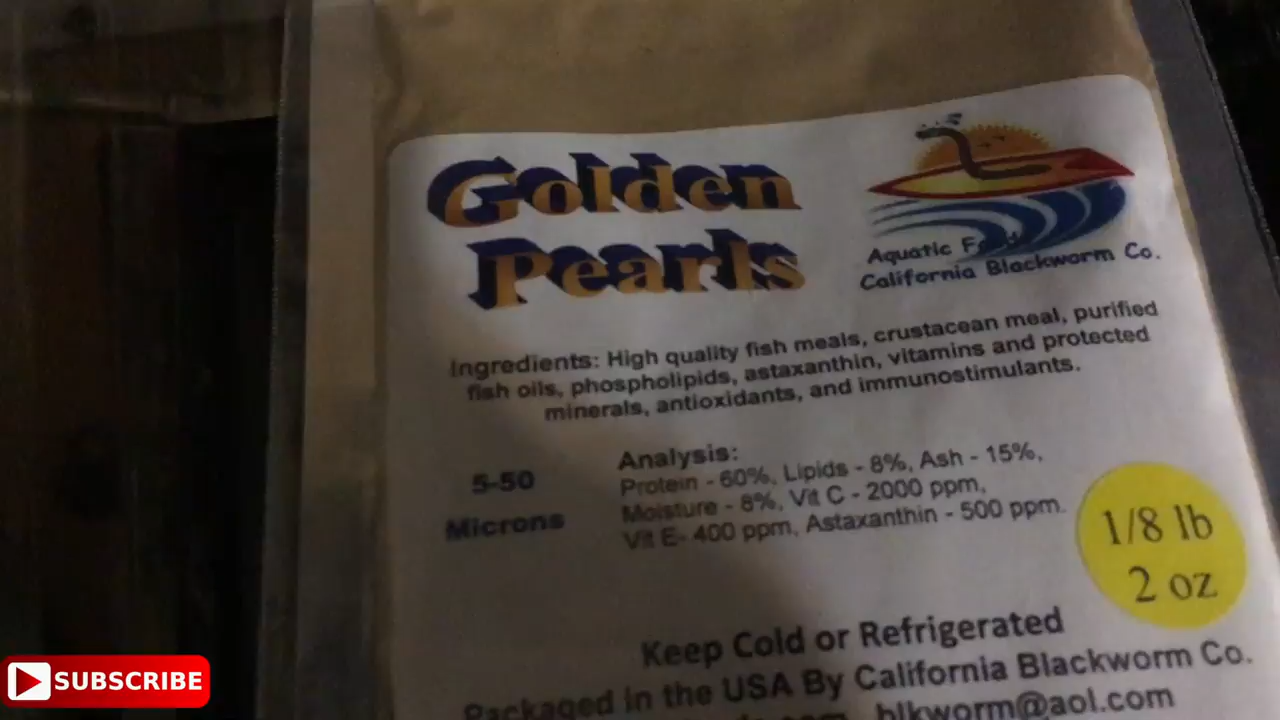 Golden
Pearls
Aquatic Foods
California Blackworm Co.
Ingredients: High quality fish meals, crustacean meal, purified
fish oils, phospholipids, astaxanthin, vitamins and protected
minerals, antioxidants, and immunostimulants.
5-50
Microns
Analysis:
Protein - 60%, Lipids - 8%, Ash - 15%,
Moisture - 8%, Vit C - 2000 ppm,
Vit E- 400 ppm, Astaxanthin - 500 ppm.
1/8 lb
2 oz
Keep Cold or Refrigerated
Packaged in the USA By California Blackworm Co.
blkworm@aol.com
SUBSCRIBE